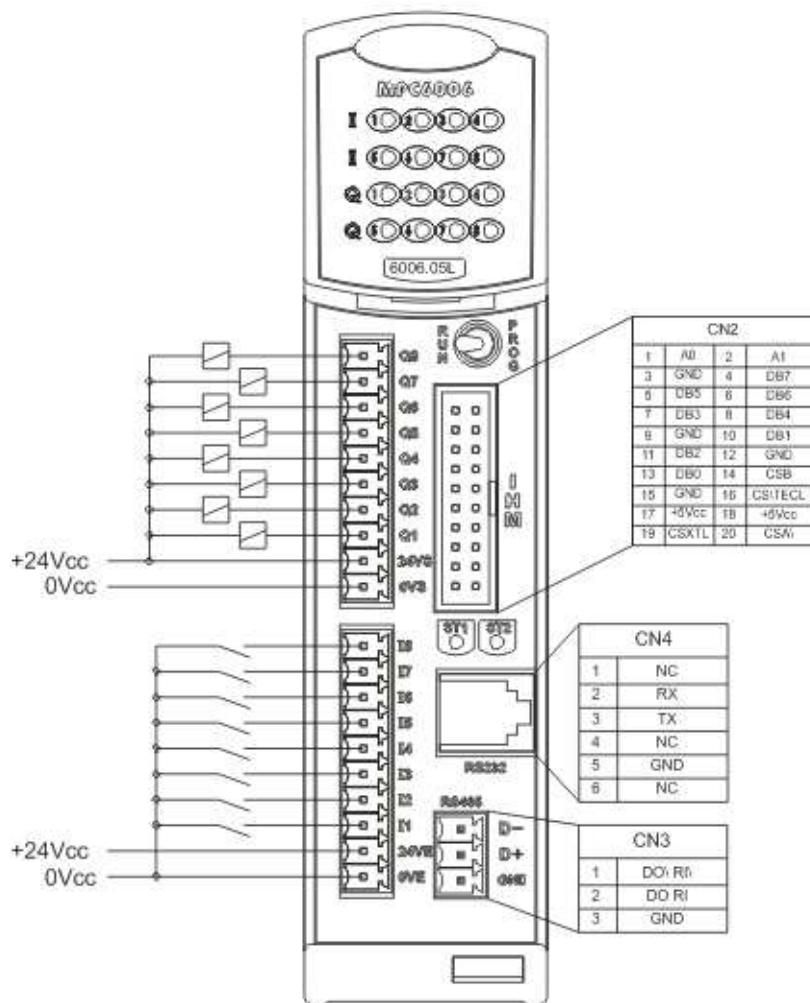 MPC6006
I 1 2 3 4
I 5 6 7 8
Q 1 2 3 4
Q 5 6 7 8
6006.05L
RUN
PROG
Q8
Q7
Q6
Q5
Q4
Q3
Q2
Q1
+24Vcc 24VS
0Vcc 0VS
IHM
ST1 ST2
I8
I7
I6
I5
I4
I3
I2
I1
+24Vcc 24VE
0Vcc 0VE
RS232
RS485
D-
D+
GND
CN2
1 A0 2 A1
3 GND 4 DB7
5 DB5 6 DB6
7 DB3 8 DB4
9 GND 10 DB1
11 DB2 12 GND
13 DB0 14 CSB
15 GND 16 CS\TECL
17 +5Vcc 18 +5Vcc
19 CSXTL 20 CSA\
CN4
1 NC
2 RX
3 TX
4 NC
5 GND
6 NC
CN3
1 DO\ RI\
2 DO RI
3 GND